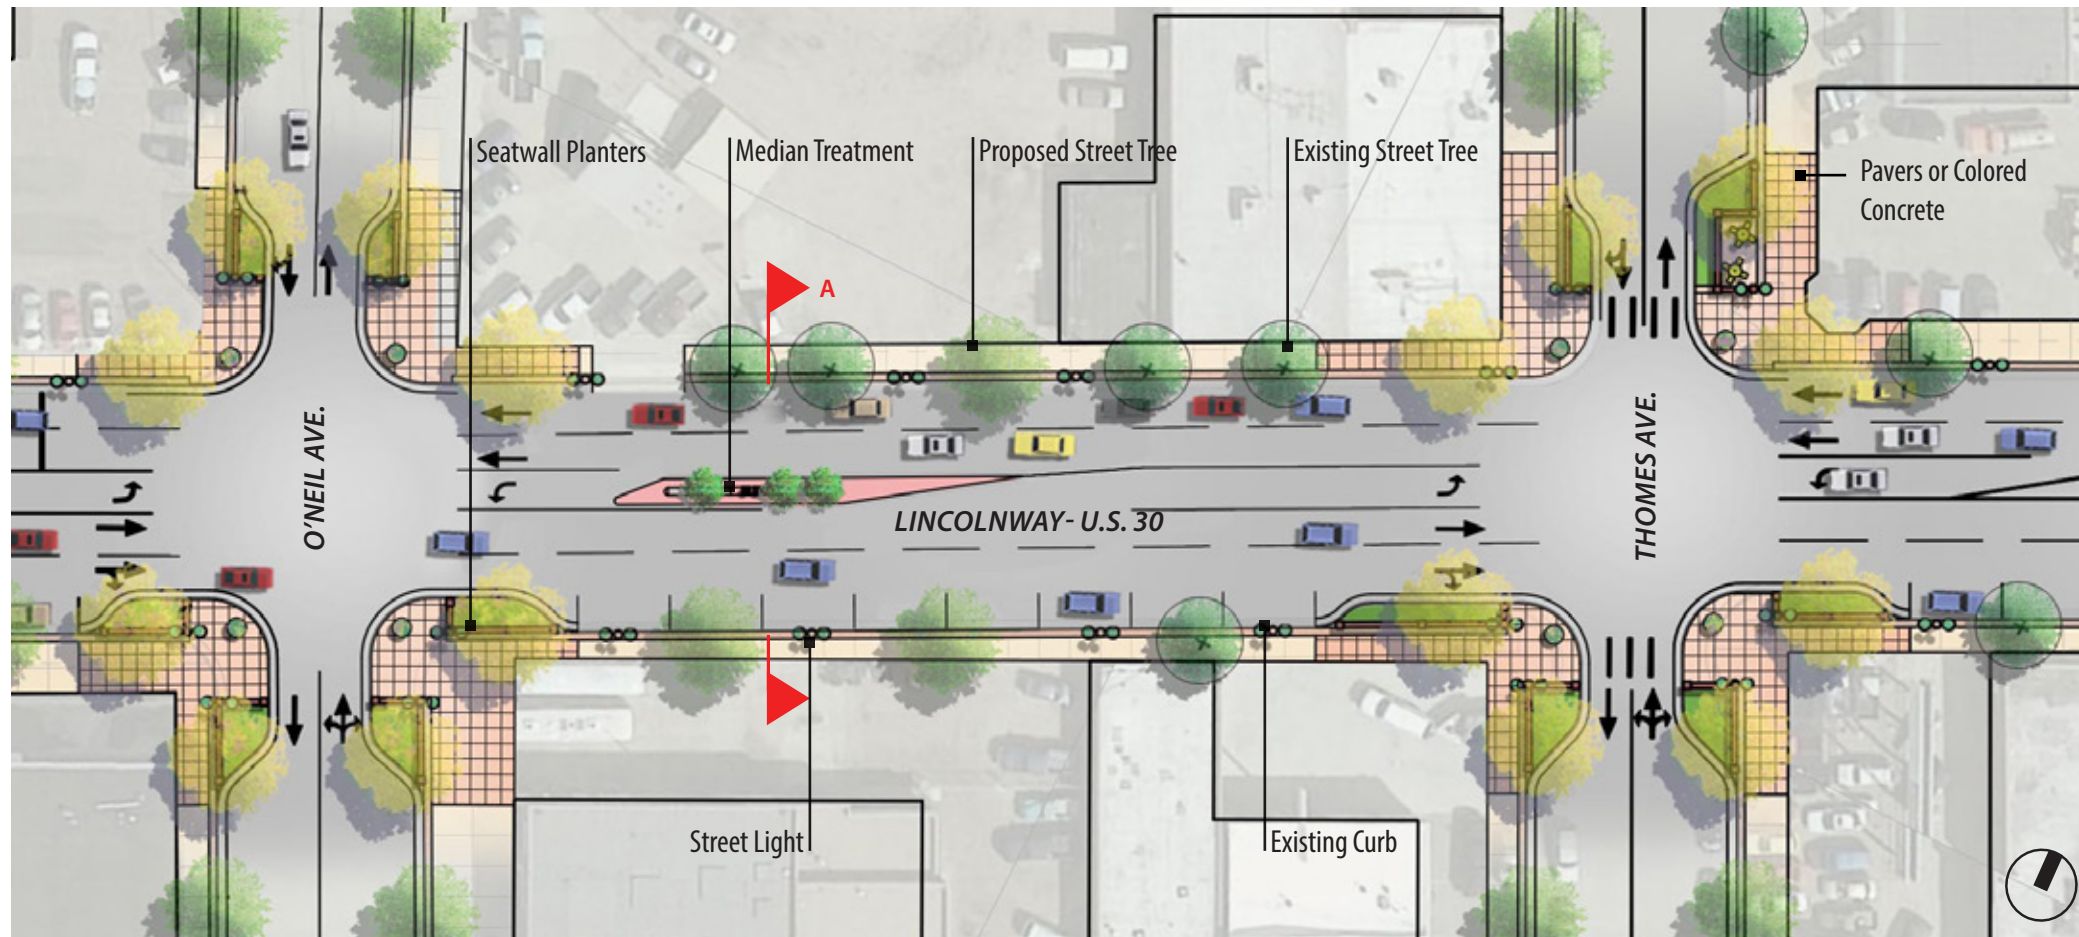 Seatwall Planters
Median Treatment
Proposed Street Tree
Existing Street Tree
Pavers or Colored
Concrete
A
O'NEIL AVE.
THOMES AVE.
LINCOLNWAY - U.S. 30
Street Light
Existing Curb